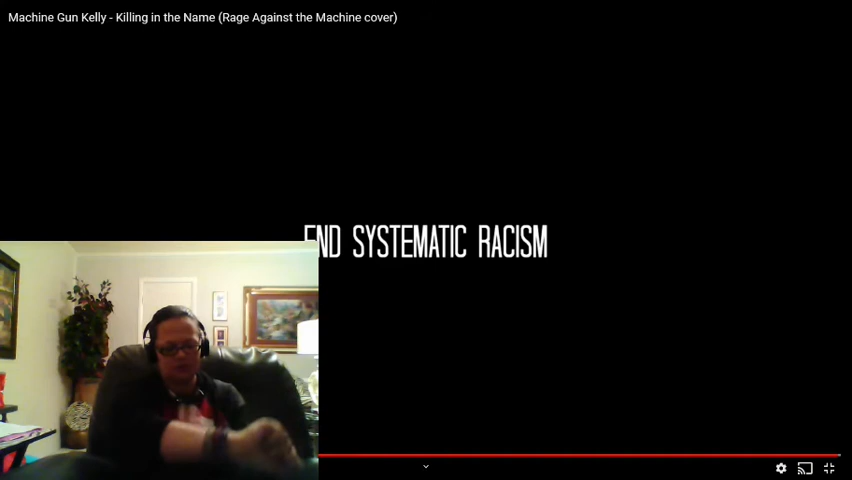 Machine Gun Kelly - Killing in the Name (Rage Against the Machine cover)
END SYSTEMATIC RACISM